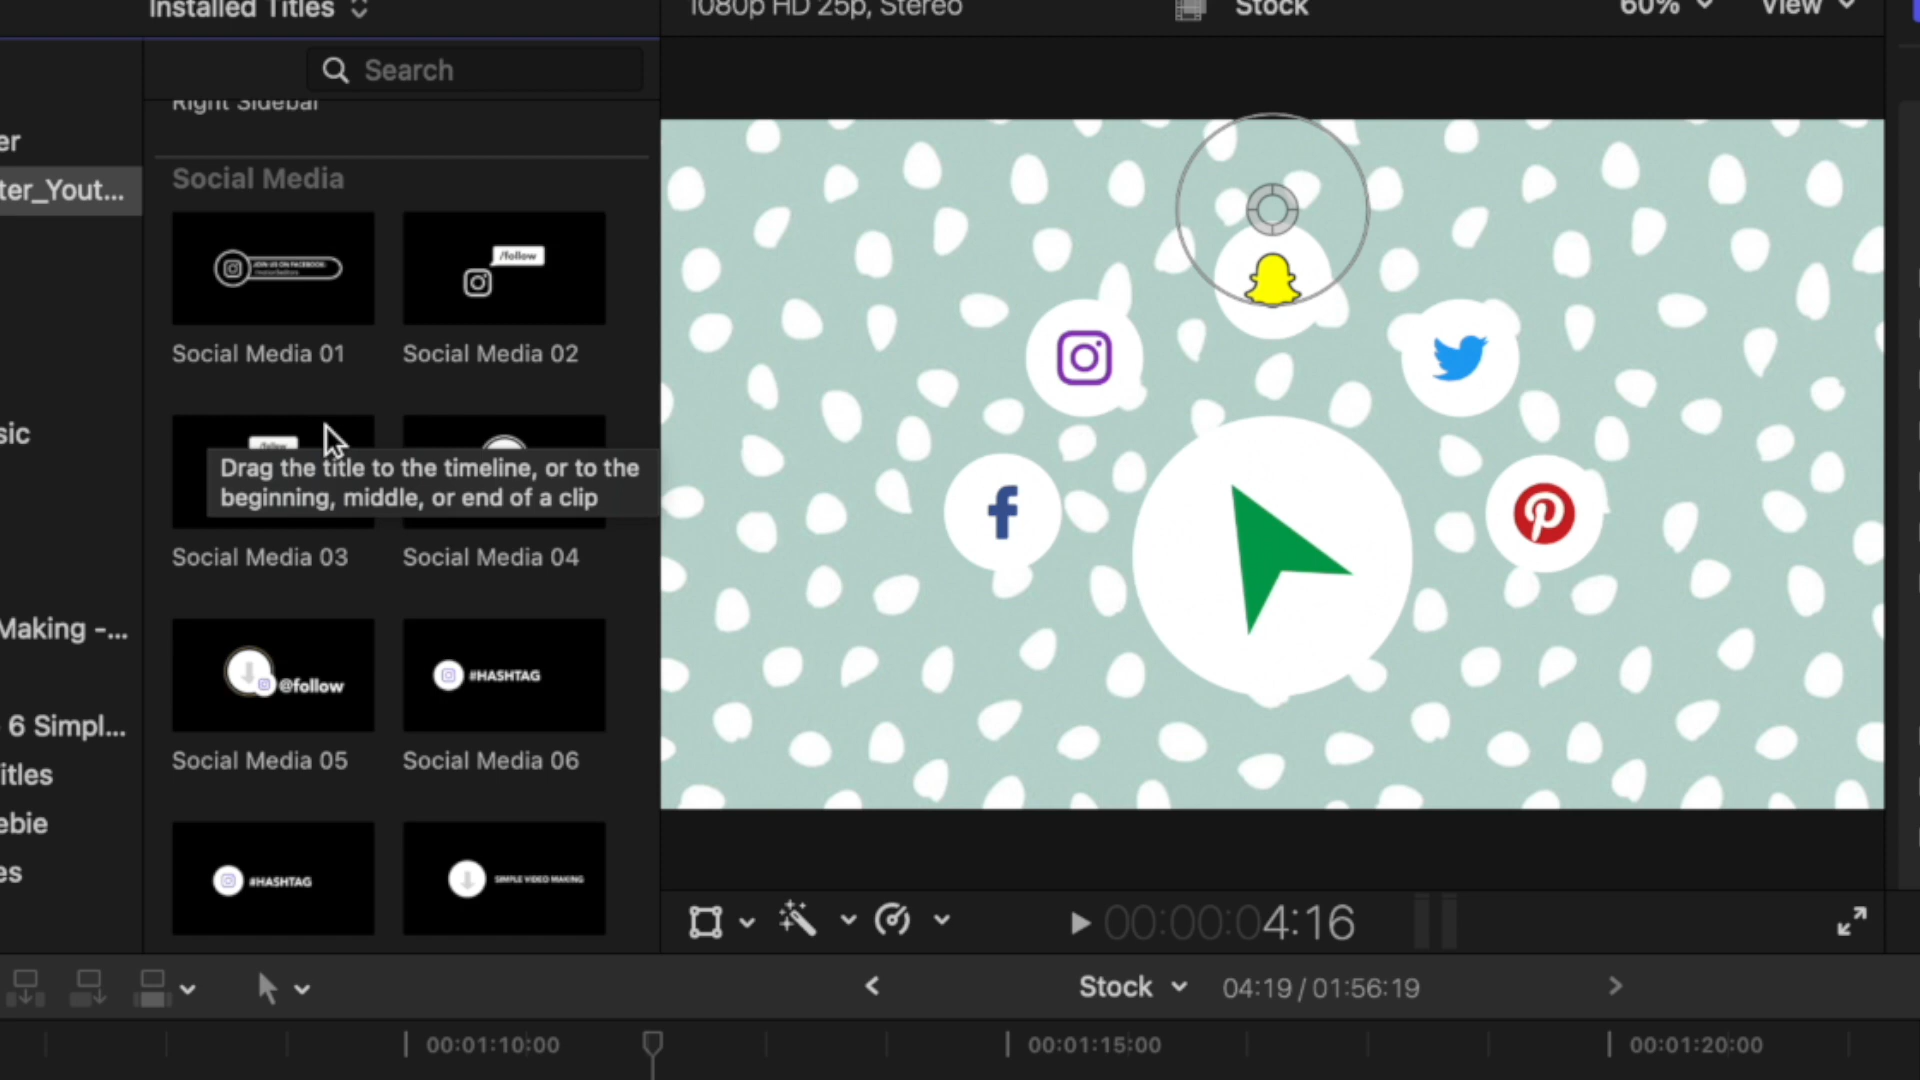 Installed Titles
1080p HD 25p, Stereo
Stock
60%
View
Search
Right Sidebar
er
ter_Yout...
Social Media
JOIN US ON FACEBOOK
/follow
Social Media 01
Social Media 02
sic
/follow
Drag the title to the timeline, or to the
beginning, middle, or end of a clip
Social Media 03
Social Media 04
Making -...
@follow
#HASHTAG
6 Simpl...
Social Media 05
Social Media 06
itles
ebie
es
#HASHTAG
SIMPLE VIDEO MAKING
00:00:04:16
Stock
04:19 / 01:56:19
00:01:10:00
00:01:15:00
00:01:20:00